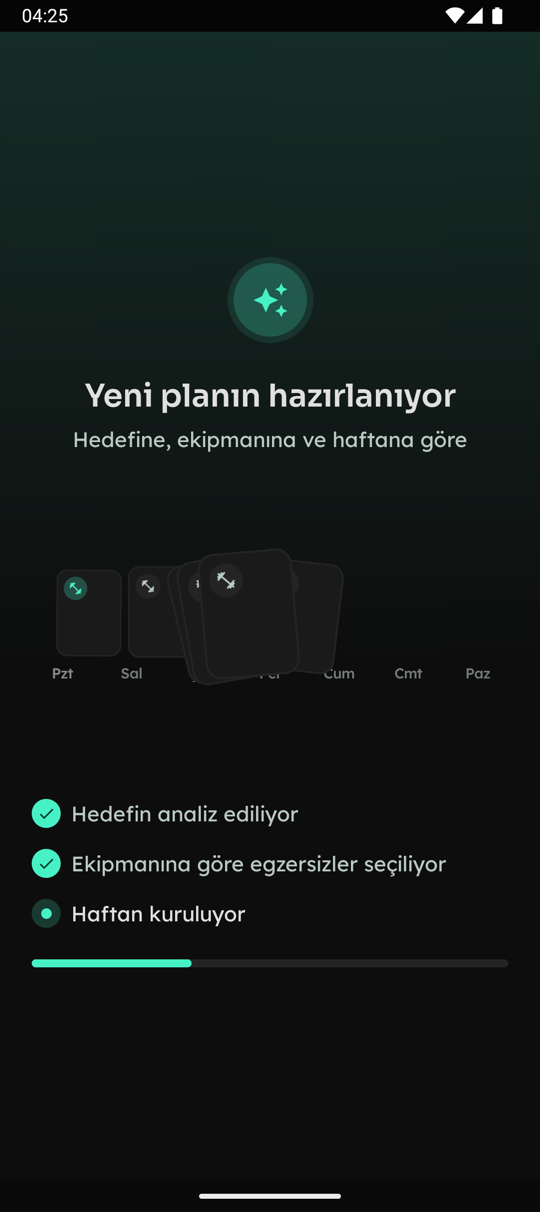 04:25
Yeni planın hazırlanıyor
Hedefine, ekipmanına ve haftana göre
Pzt Sal Cum Cmt Paz
Hedefin analiz ediliyor
Ekipmanına göre egzersizler seçiliyor
Haftan kuruluyor